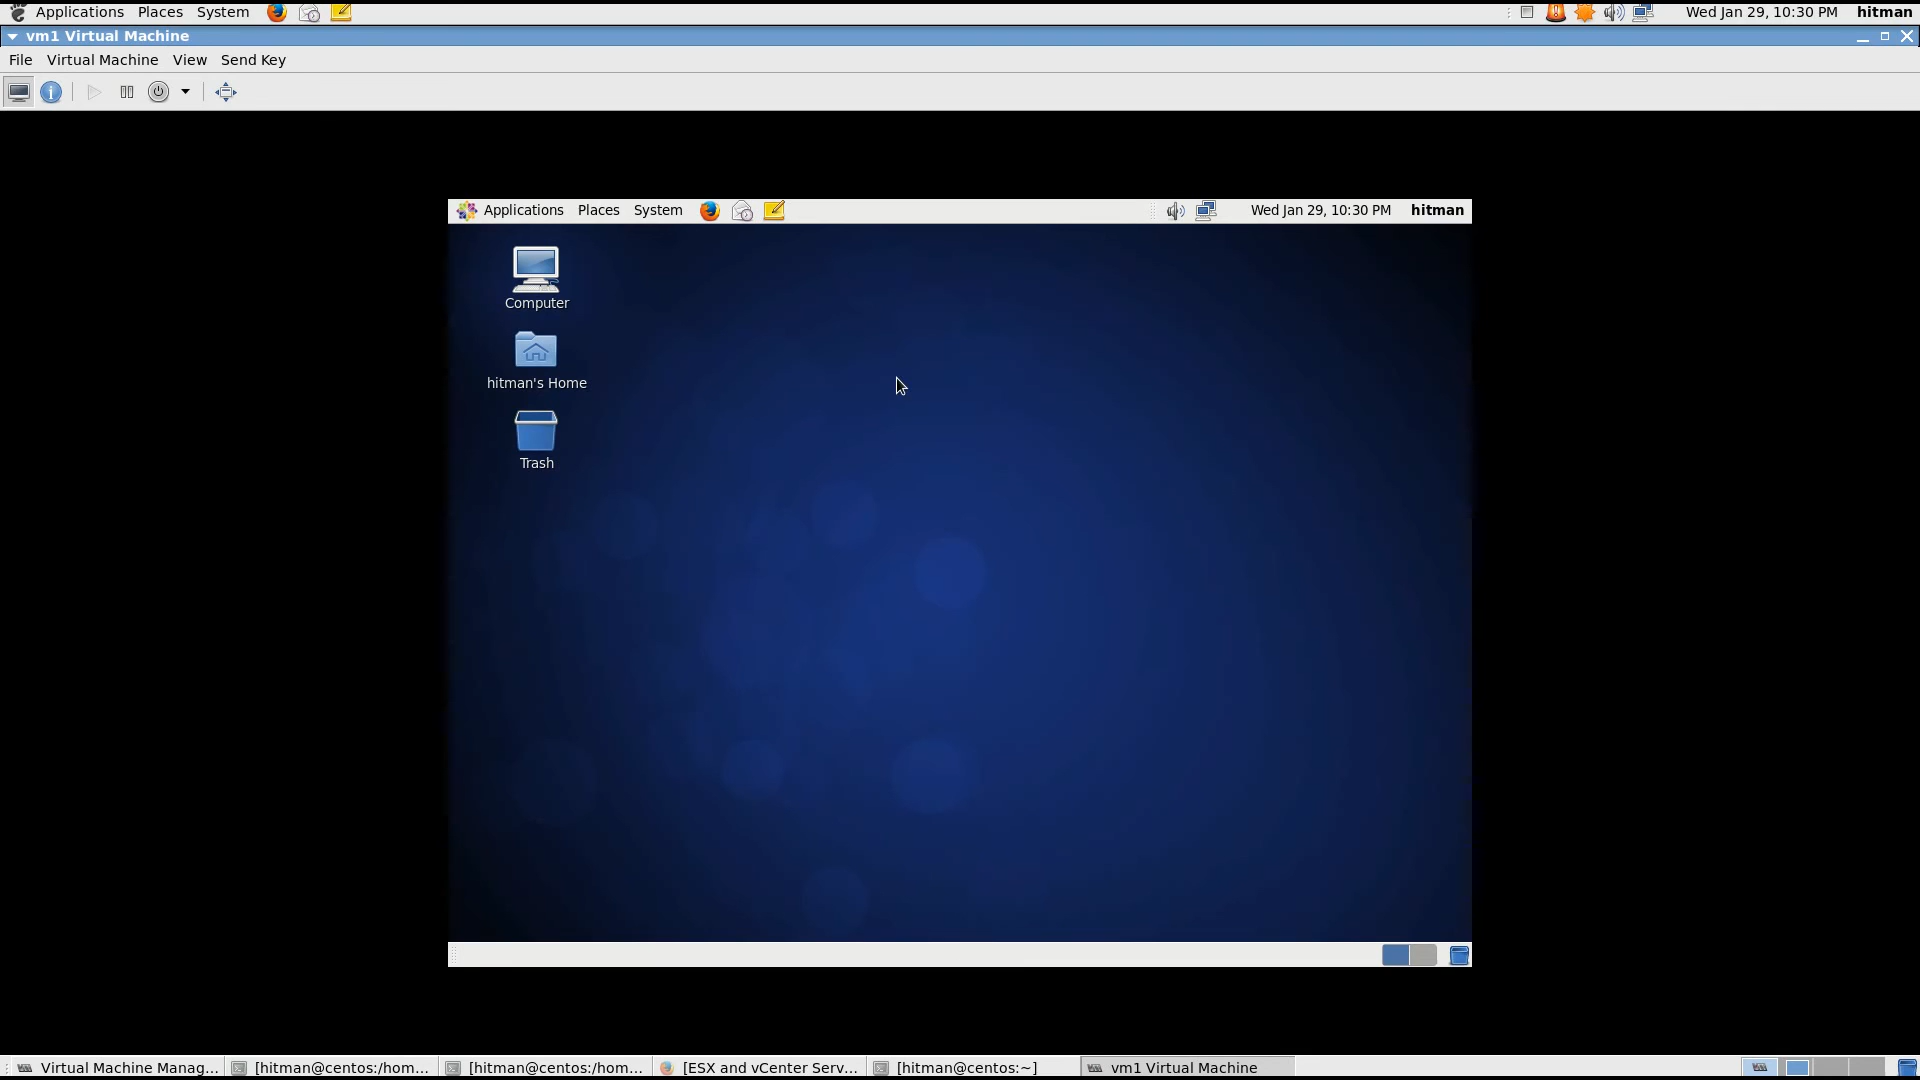 Applications Places System Wed Jan 29, 10:30 PM hitman
vm1 Virtual Machine
File Virtual Machine View Send Key
Applications Places System Wed Jan 29, 10:30 PM hitman
Computer
hitman's Home
Trash
Virtual Machine Manag... [hitman@centos:/hom... [hitman@centos:/hom... [ESX and vCenter Serv... [hitman@centos:~] vm1 Virtual Machine